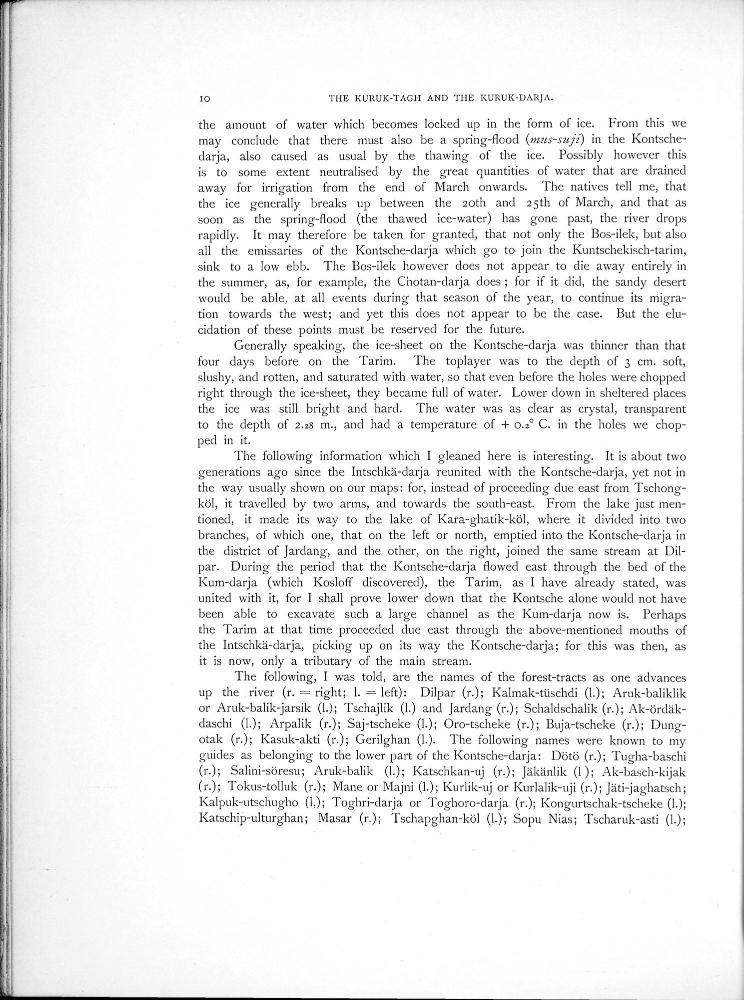 10 THE KURUK-TAGH AND THE KURUK-DARJA.
the amount of water which becomes locked up in the form of ice. From this we
may conclude that there must also be a spring-flood (mus-suji) in the Kontsche-
darja, also caused as usual by the thawing of the ice. Possibly however this
is to some extent neutralised by the great quantities of water that are drained
away for irrigation from the end of March onwards. The natives tell me, that
the ice generally breaks up between the 20th and 25th of March, and that as
soon as the spring-flood (the thawed ice-water) has gone past, the river drops
rapidly. It may therefore be taken for granted, that not only the Bos-ilek, but also
all the emissaries of the Kontsche-darja which go to join the Kuntschekisch-tarim,
sink to a low ebb. The Bos-ilek however does not appear to die away entirely in
the summer, as, for example, the Chotan-darja does; for if it did, the sandy desert
would be able, at all events during that season of the year, to continue its migra-
tion towards the west; and yet this does not appear to be the case. But the elu-
cidation of these points must be reserved for the future.
Generally speaking, the ice-sheet on the Kontsche-darja was thinner than that
four days before on the Tarim. The toplayer was to the depth of 3 cm. soft,
slushy, and rotten, and saturated with water, so that even before the holes were chopped
right through the ice-sheet, they became full of water. Lower down in sheltered places
the ice was still bright and hard. The water was as clear as crystal, transparent
to the depth of 2.28 m., and had a temperature of + 0.2° C. in the holes we chop-
ped in it.
The following information which I gleaned here is interesting. It is about two
generations ago since the Intschkä-darja reunited with the Kontsche-darja, yet not in
the way usually shown on our maps: for, instead of proceeding due east from Tschong-
köl, it travelled by two arms, and towards the south-east. From the lake just men-
tioned, it made its way to the lake of Kara-ghatik-köl, where it divided into two
branches, of which one, that on the left or north, emptied into the Kontsche-darja in
the district of Jardang, and the other, on the right, joined the same stream at Dil-
par. During the period that the Kontsche-darja flowed east through the bed of the
Kum-darja (which Kosloff discovered), the Tarim, as I have already stated, was
united with it, for I shall prove lower down that the Kontsche alone would not have
been able to excavate such a large channel as the Kum-darja now is. Perhaps
the Tarim at that time proceeded due east through the above-mentioned mouths of
the Intschkä-darja, picking up on its way the Kontsche-darja; for this was then, as
it is now, only a tributary of the main stream.
The following, I was told, are the names of the forest-tracts as one advances
up the river (r. = right; l. = left): Dilpar (r.); Kalmak-tüschdi (l.); Aruk-baliklik
or Aruk-balik-jarsik (l.); Tschajlik (l.) and Jardang (r.); Schaldschalik (r.); Ak-ördäk-
daschi (l.); Arpalik (r.); Saj-tscheke (l.); Oro-tscheke (r.); Buja-tscheke (r.); Dung-
otak (r.); Kasuk-akti (r.); Gerilghan (l.). The following names were known to my
guides as belonging to the lower part of the Kontsche-darja: Dötö (r.); Tugha-baschi
(r.); Salini-söresu; Aruk-balik (l.); Katschkan-uj (r.); Jäkänlik (l ); Ak-basch-kijak
(r.); Tokus-tolluk (r.); Mane or Majni (l.); Kurlik-uj or Kurlalik-uji (r.); Jäti-jaghatsch;
Kalpuk-utschugho (l,); Toghri-darja or Toghoro-darja (r.); Kongurtschak-tscheke (l.);
Katschip-ulturghan; Masar (r.); Tschapghan-köl (l.); Sopu Nias; Tscharuk-asti (l.);